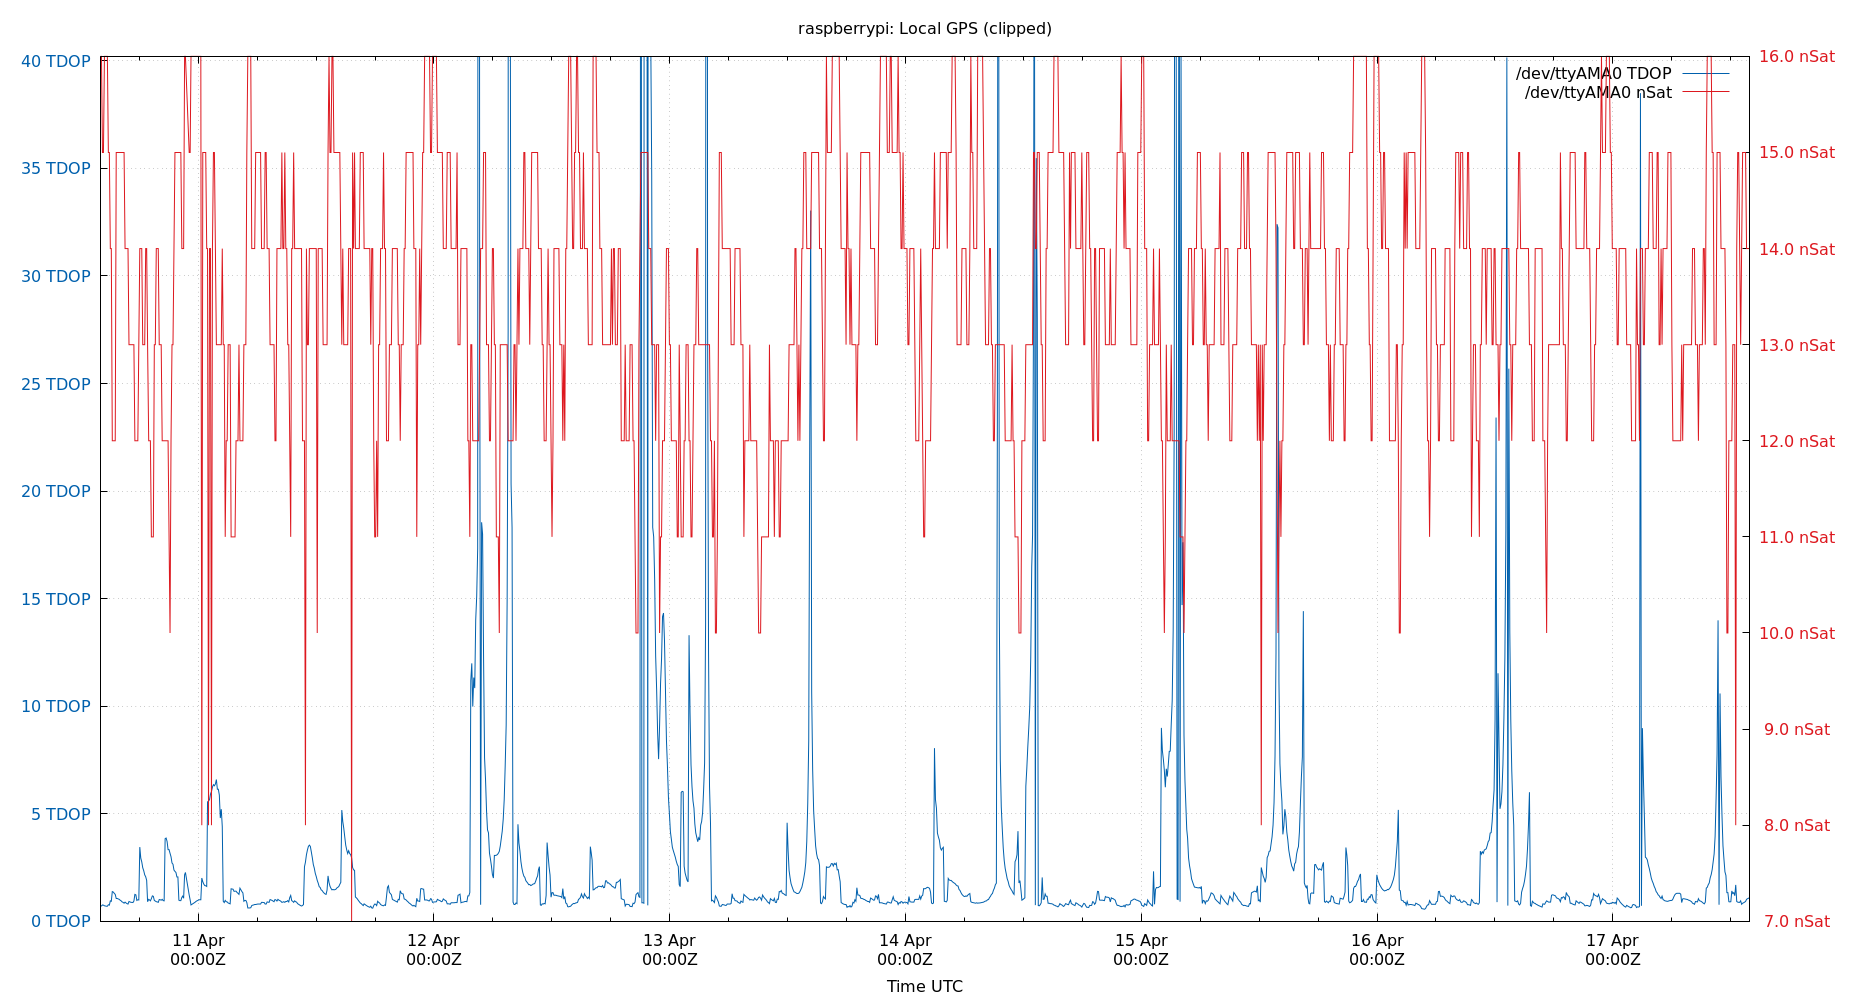 raspberrypi: Local GPS (clipped)
40 TDOP
35 TDOP
30 TDOP
25 TDOP
20 TDOP
15 TDOP
10 TDOP
5 TDOP
0 TDOP
16.0 nSat
15.0 nSat
14.0 nSat
13.0 nSat
12.0 nSat
11.0 nSat
10.0 nSat
9.0 nSat
8.0 nSat
7.0 nSat
/dev/ttyAMA0 TDOP
/dev/ttyAMA0 nSat
11 Apr
00:00Z
12 Apr
00:00Z
13 Apr
00:00Z
14 Apr
00:00Z
15 Apr
00:00Z
16 Apr
00:00Z
17 Apr
00:00Z
Time UTC